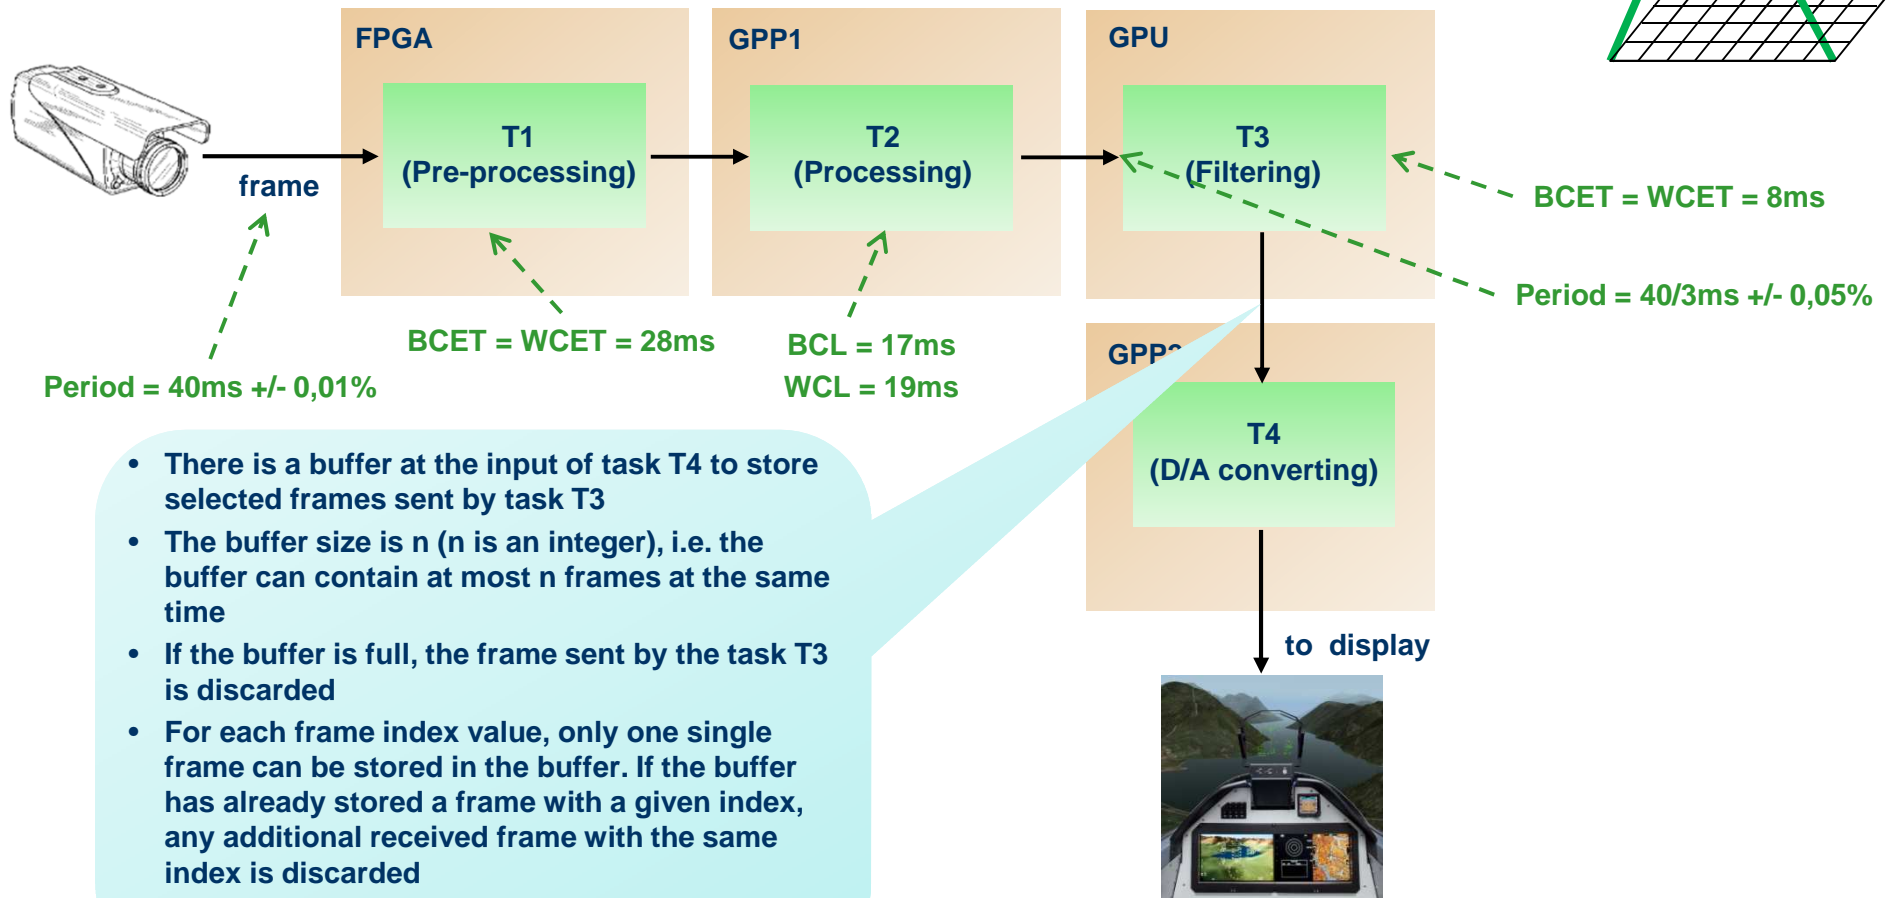 FPGA
GPP1
GPU
T1
(Pre-processing)
T2
(Processing)
T3
(Filtering)
frame
BCET = WCET = 8ms
Period = 40/3ms +/- 0,05%
BCET = WCET = 28ms
BCL = 17ms
WCL = 19ms
Period = 40ms +/- 0,01%
T4
(D/A converting)
• There is a buffer at the input of task T4 to store
selected frames sent by task T3
• The buffer size is n (n is an integer), i.e. the
buffer can contain at most n frames at the same
time
• If the buffer is full, the frame sent by the task T3
is discarded
• For each frame index value, only one single
frame can be stored in the buffer. If the buffer
has already stored a frame with a given index,
any additional received frame with the same
index is discarded
to display